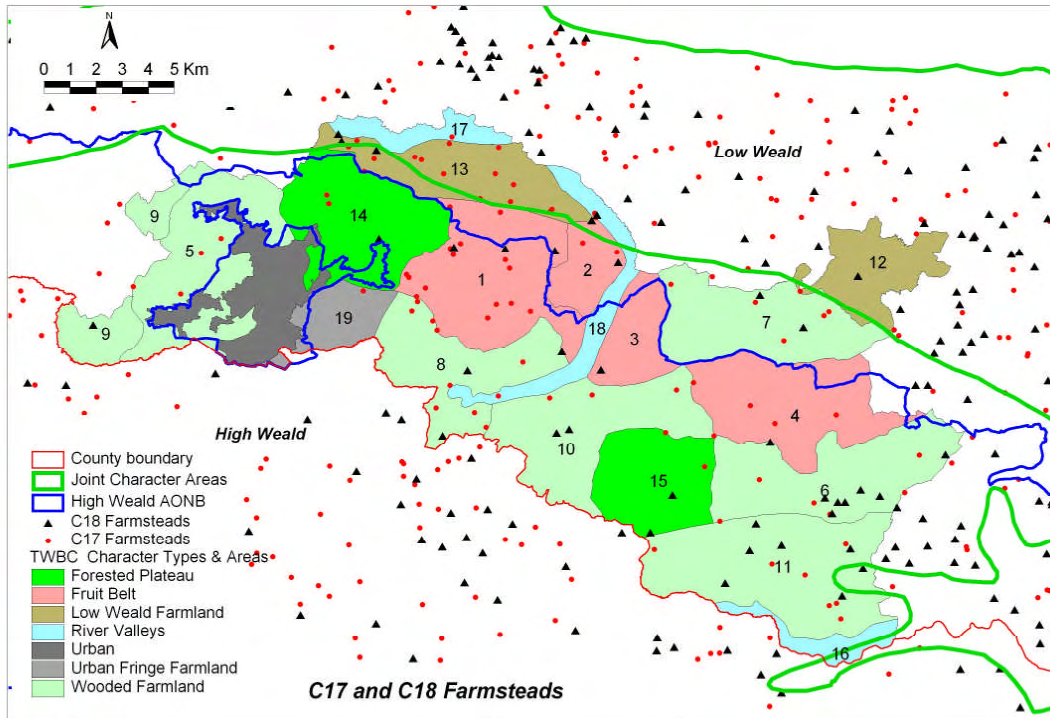 N
0 1 2 3 4 5 Km
17
Low Weald
13
9
14
5
12
1
2
7
19
18
3
9
8
4
High Weald
10
County boundary
Joint Character Areas
15
6
High Weald AONB
C18 Farmsteads
C17 Farmsteads
TWBC Character Types & Areas
11
Forested Plateau
Fruit Belt
Low Weald Farmland
River Valleys
Urban
16
Urban Fringe Farmland
Wooded Farmland
C17 and C18 Farmsteads